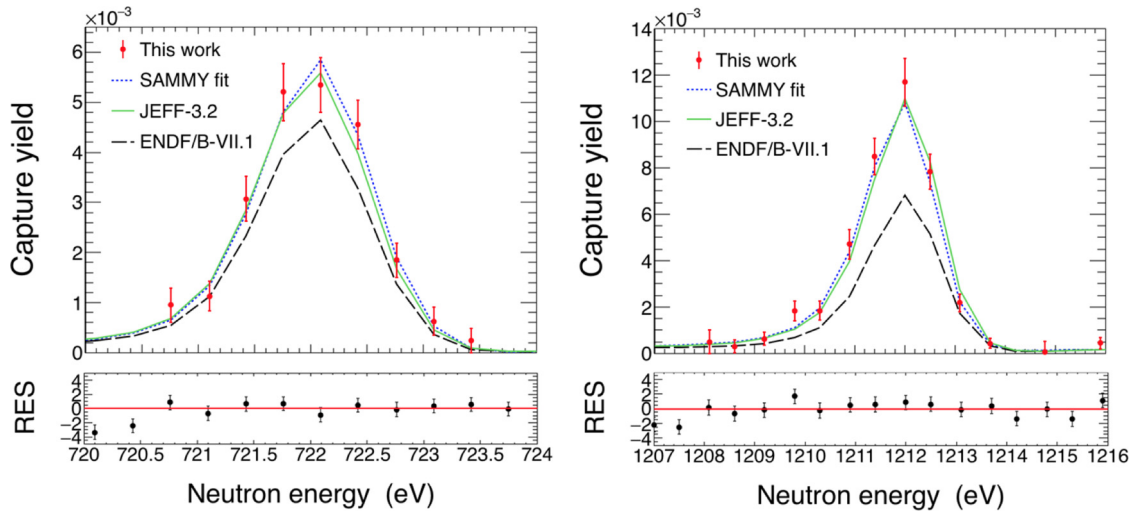 ×10⁻³
Capture yield
6
5
4
3
2
1
0
This work
SAMMY fit
JEFF-3.2
ENDF/B-VII.1
RES
4
2
0
−2
−4
720 720.5 721 721.5 722 722.5 723 723.5 724
Neutron energy (eV)
×10⁻³
Capture yield
14
12
10
8
6
4
2
0
This work
SAMMY fit
JEFF-3.2
ENDF/B-VII.1
RES
4
2
0
−2
−4
1207 1208 1209 1210 1211 1212 1213 1214 1215 1216
Neutron energy (eV)